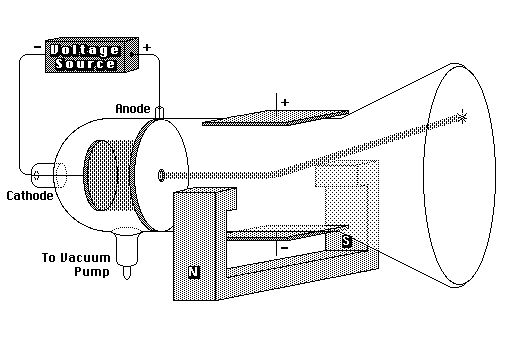 - Voltage +
Source
Anode
+
Cathode
To Vacuum
Pump
-
S
N